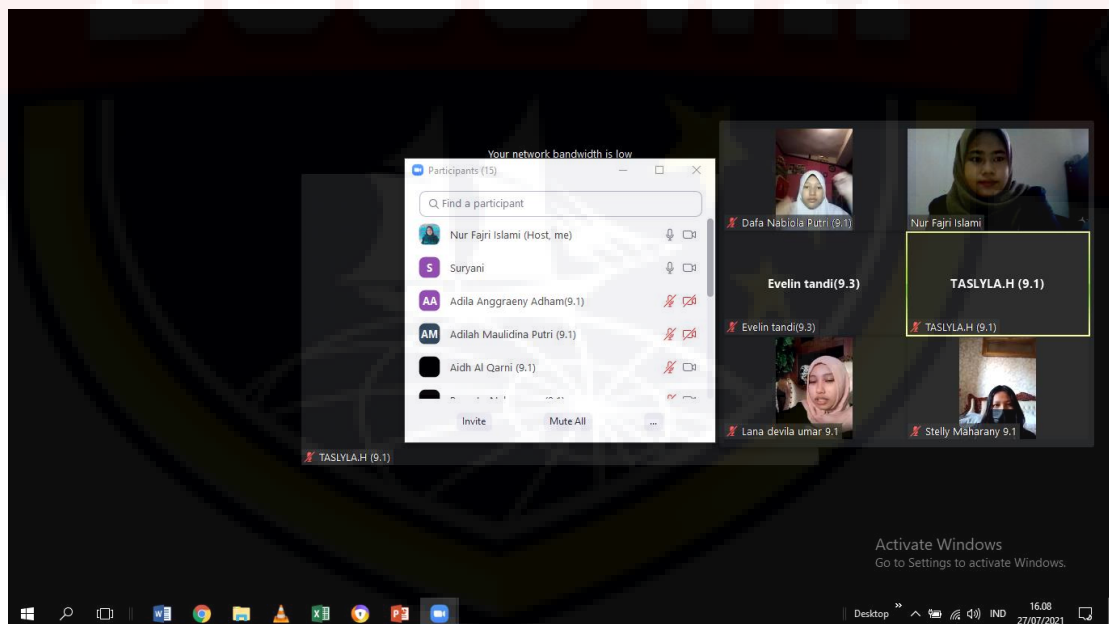 Your network bandwidth is low
Participants (15)
Find a participant
Nur Fajri Islami (Host, me)
S
Suryani
AA
Adila Anggraeny Adham(9.1)
AM
Adilah Maulidina Putri (9.1)
Aidh Al Qarni (9.1)
Invite
Mute All
...
TASLYLA.H (9.1)
Dafa Nabiola Putri (9.1)
Nur Fajri Islami
Evelin tandi(9.3)
TASLYLA.H (9.1)
Evelin tandi(9.3)
TASLYLA.H (9.1)
Lana devila umar 9.1
Stelly Maharany 9.1
Activate Windows
Go to Settings to activate Windows.
Desktop
IND
16.08
27/07/2021